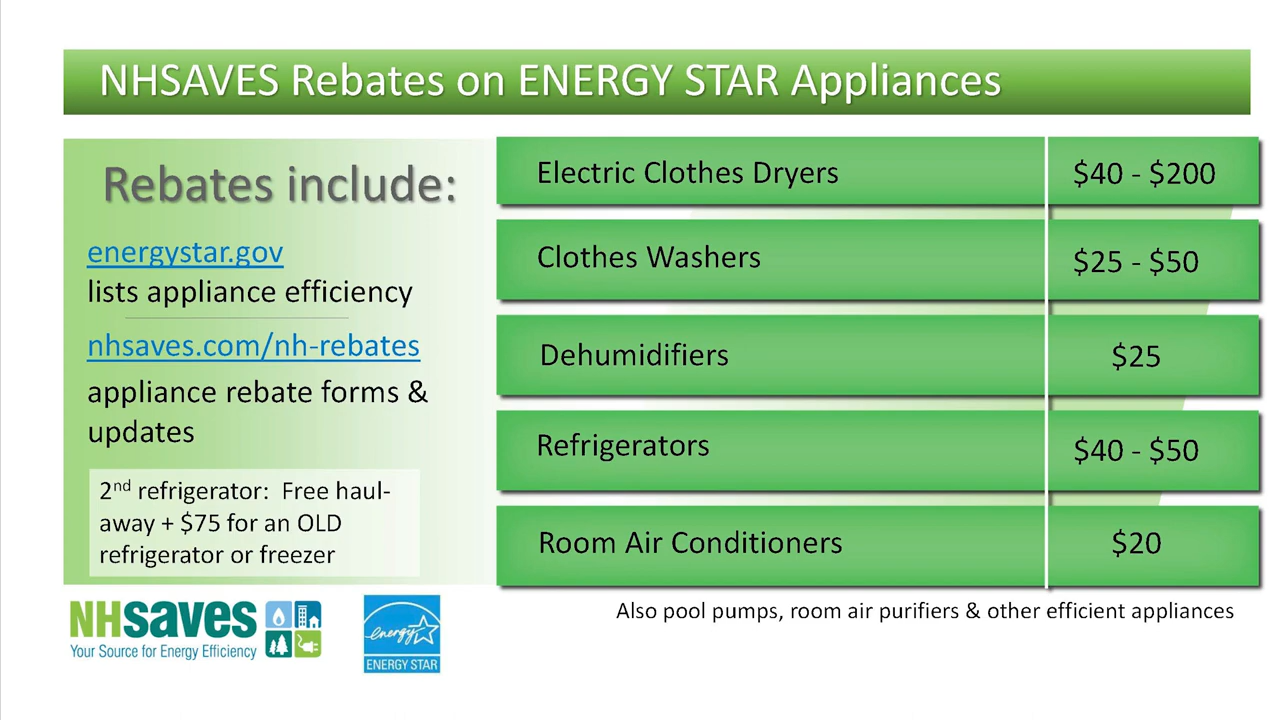 NHSAVES Rebates on ENERGY STAR Appliances
Rebates include:
energystar.gov
lists appliance efficiency
nhsaves.com/nh-rebates
appliance rebate forms &
updates
2nd refrigerator: Free haul-
away + $75 for an OLD
refrigerator or freezer
Electric Clothes Dryers $40 - $200
Clothes Washers $25 - $50
Dehumidifiers $25
Refrigerators $40 - $50
Room Air Conditioners $20
Also pool pumps, room air purifiers & other efficient appliances
NHsaves
Your Source for Energy Efficiency
energy
ENERGY STAR